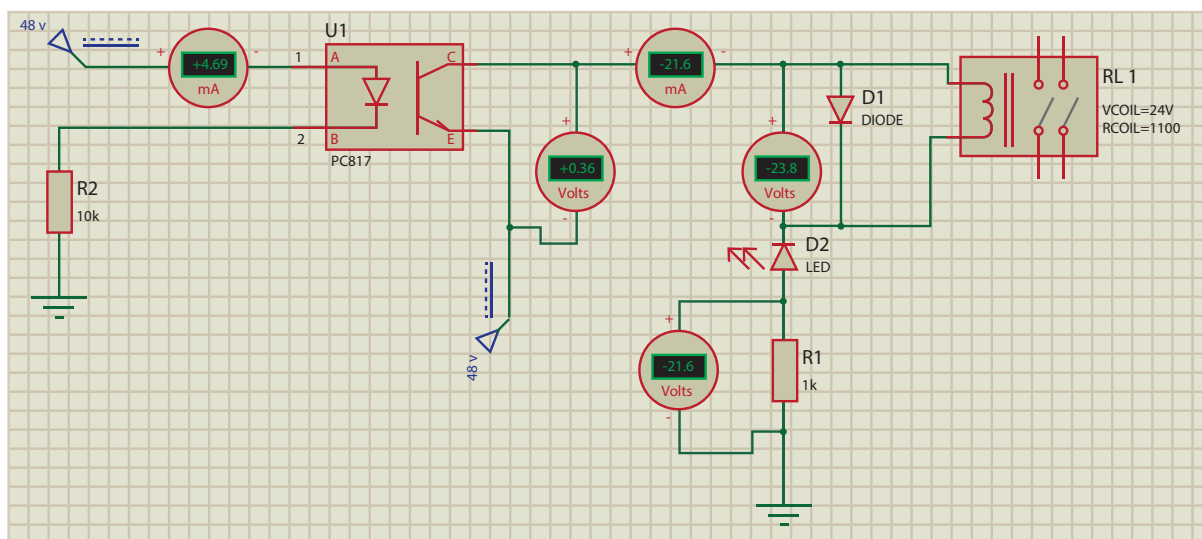 48 v
+ -
+4.69
mA
U1
1 A
2 B
C
E
PC817
R2
10k
+ -
-21.6
mA
+
+0.36
Volts
-
+
-23.8
Volts
-
D1
DIODE
RL 1
VCOIL=24V
RCOIL=1100
D2
LED
48 v
+
-21.6
Volts
-
R1
1k